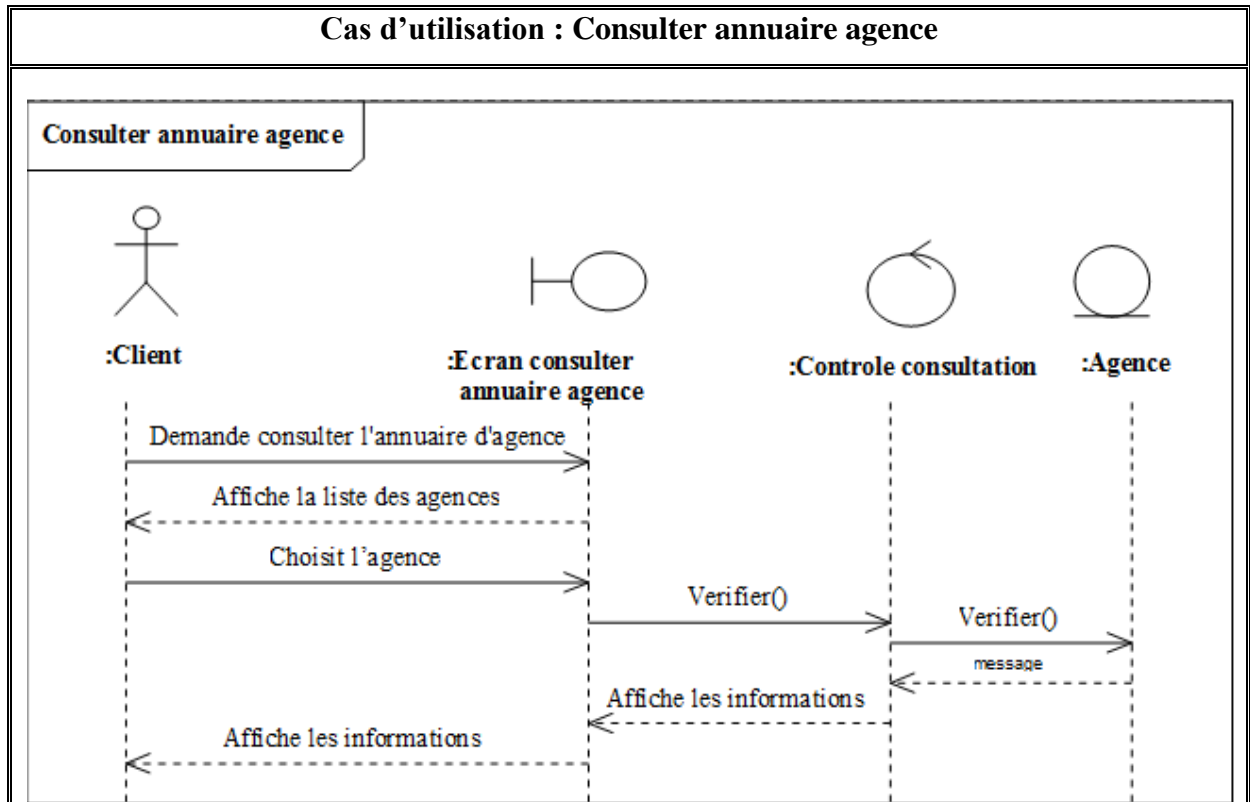 Cas d’utilisation : Consulter annuaire agence
Consulter annuaire agence
:Client
:Ecran consulter
annuaire agence
:Controle consultation
:Agence
Demande consulter l'annuaire d'agence
Affiche la liste des agences
Choisit l’agence
Verifier()
Verifier()
message
Affiche les informations
Affiche les informations